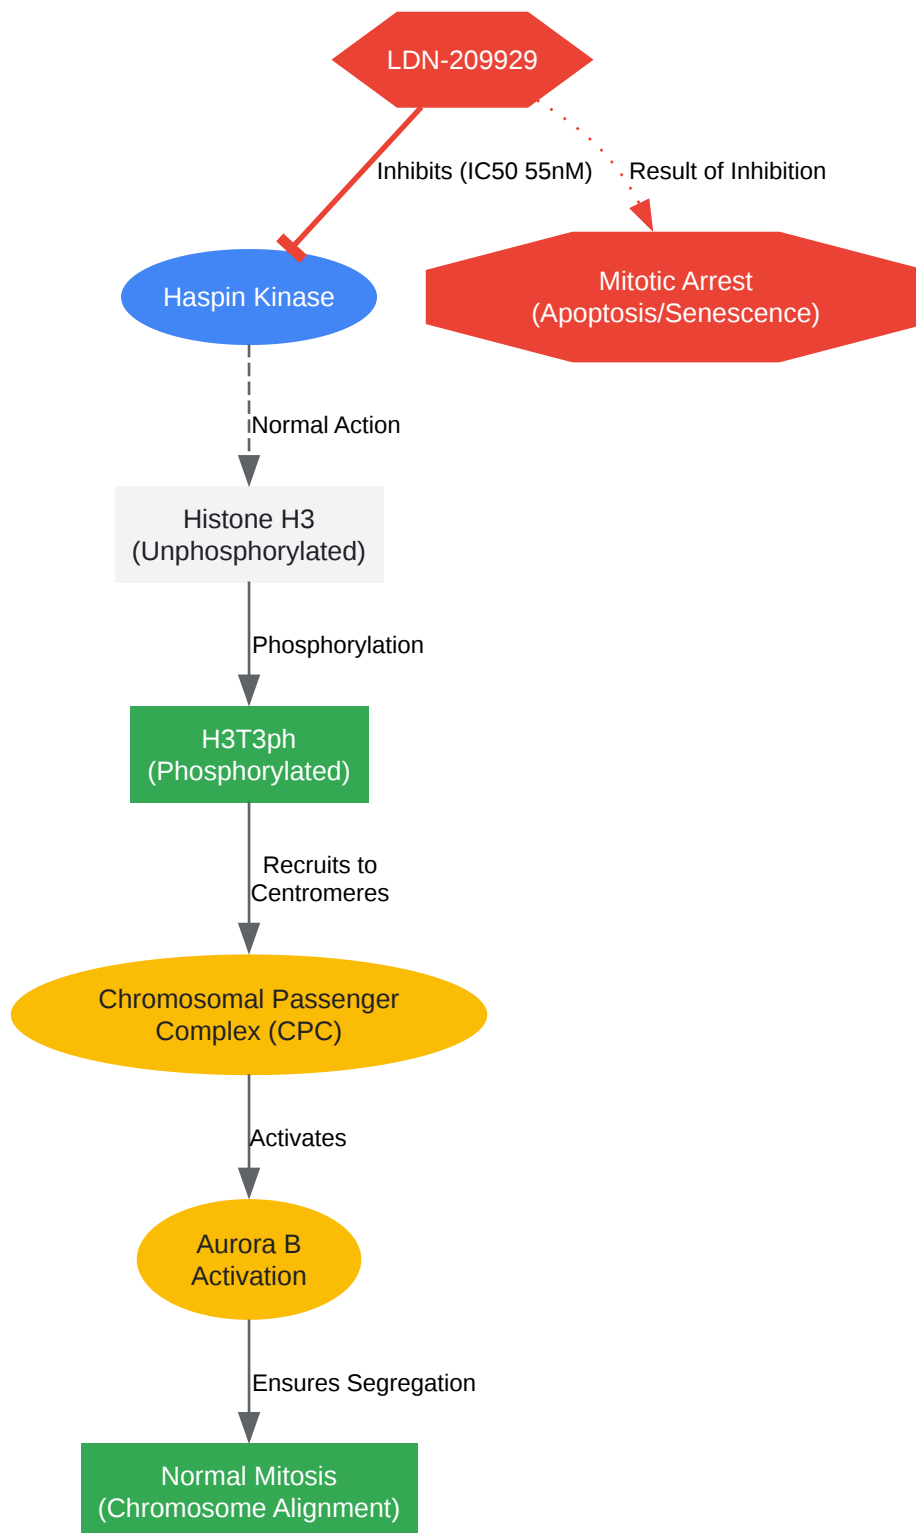 LDN-209929
Inhibits (IC50 55nM)
Result of Inhibition
Haspin Kinase
Mitotic Arrest
(Apoptosis/Senescence)
Normal Action
Histone H3
(Unphosphorylated)
Phosphorylation
H3T3ph
(Phosphorylated)
Recruits to
Centromeres
Chromosomal Passenger
Complex (CPC)
Activates
Aurora B
Activation
Ensures Segregation
Normal Mitosis
(Chromosome Alignment)